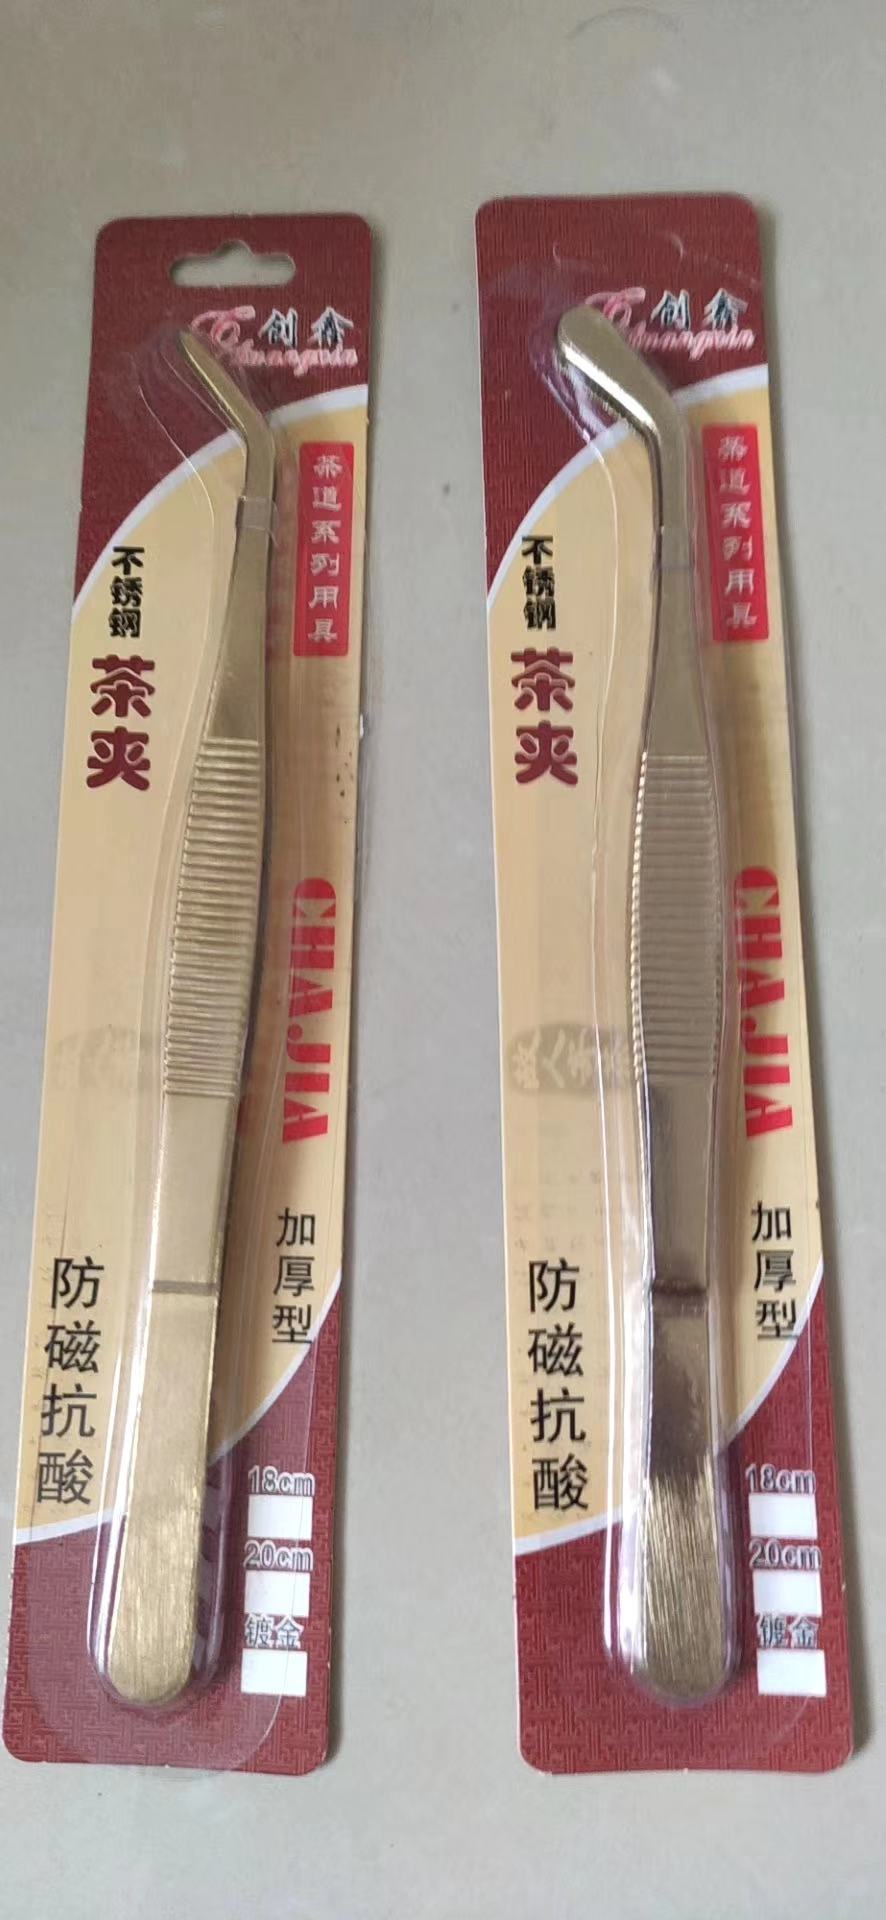 创鑫
Chuangxin
茶道系列用具
不锈钢
茶夹
CHAJIA
加厚型
防磁抗酸
18cm
20cm
镀金
创鑫
Chuangxin
茶道系列用具
不锈钢
茶夹
CHAJIA
加厚型
防磁抗酸
18cm
20cm
镀金